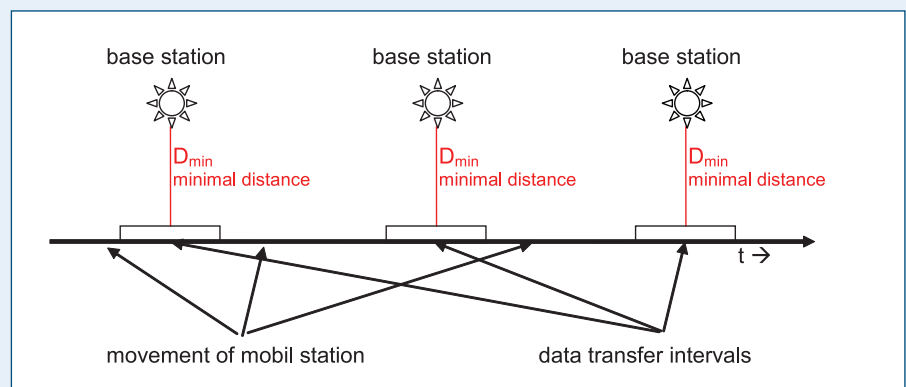 base station
base station
base station
Dmin
minimal distance
Dmin
minimal distance
Dmin
minimal distance
t →
movement of mobil station
data transfer intervals